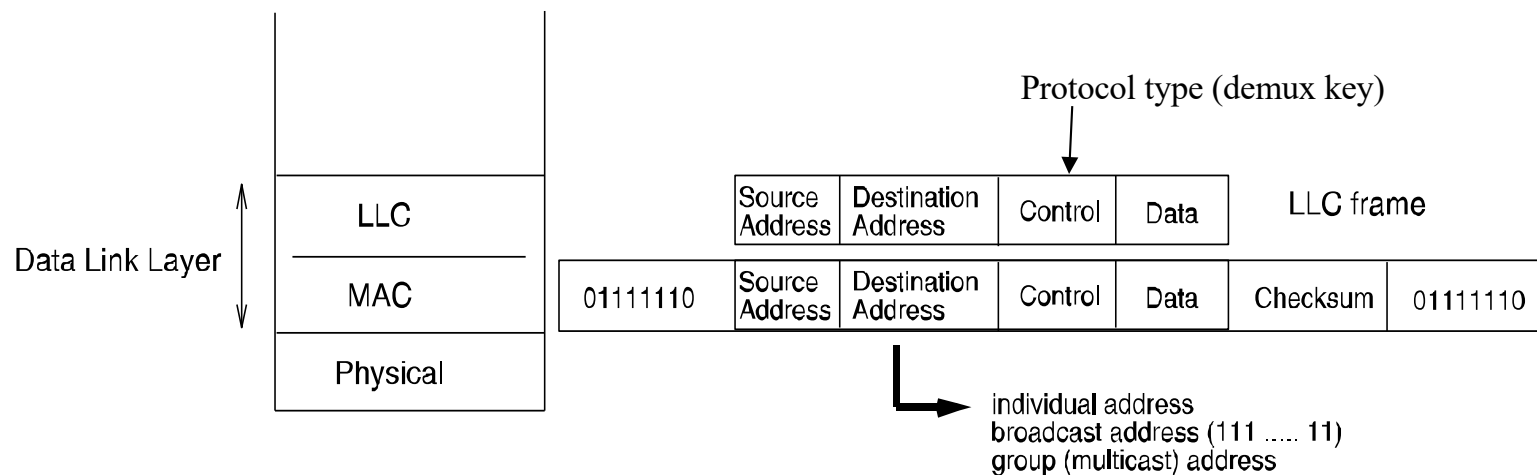 Protocol type (demux key)
LLC
Source Address
Destination Address
Control
Data
LLC frame
Data Link Layer
MAC
01111110
Source Address
Destination Address
Control
Data
Checksum
01111110
Physical
individual address
broadcast address (111 ..... 11)
group (multicast) address